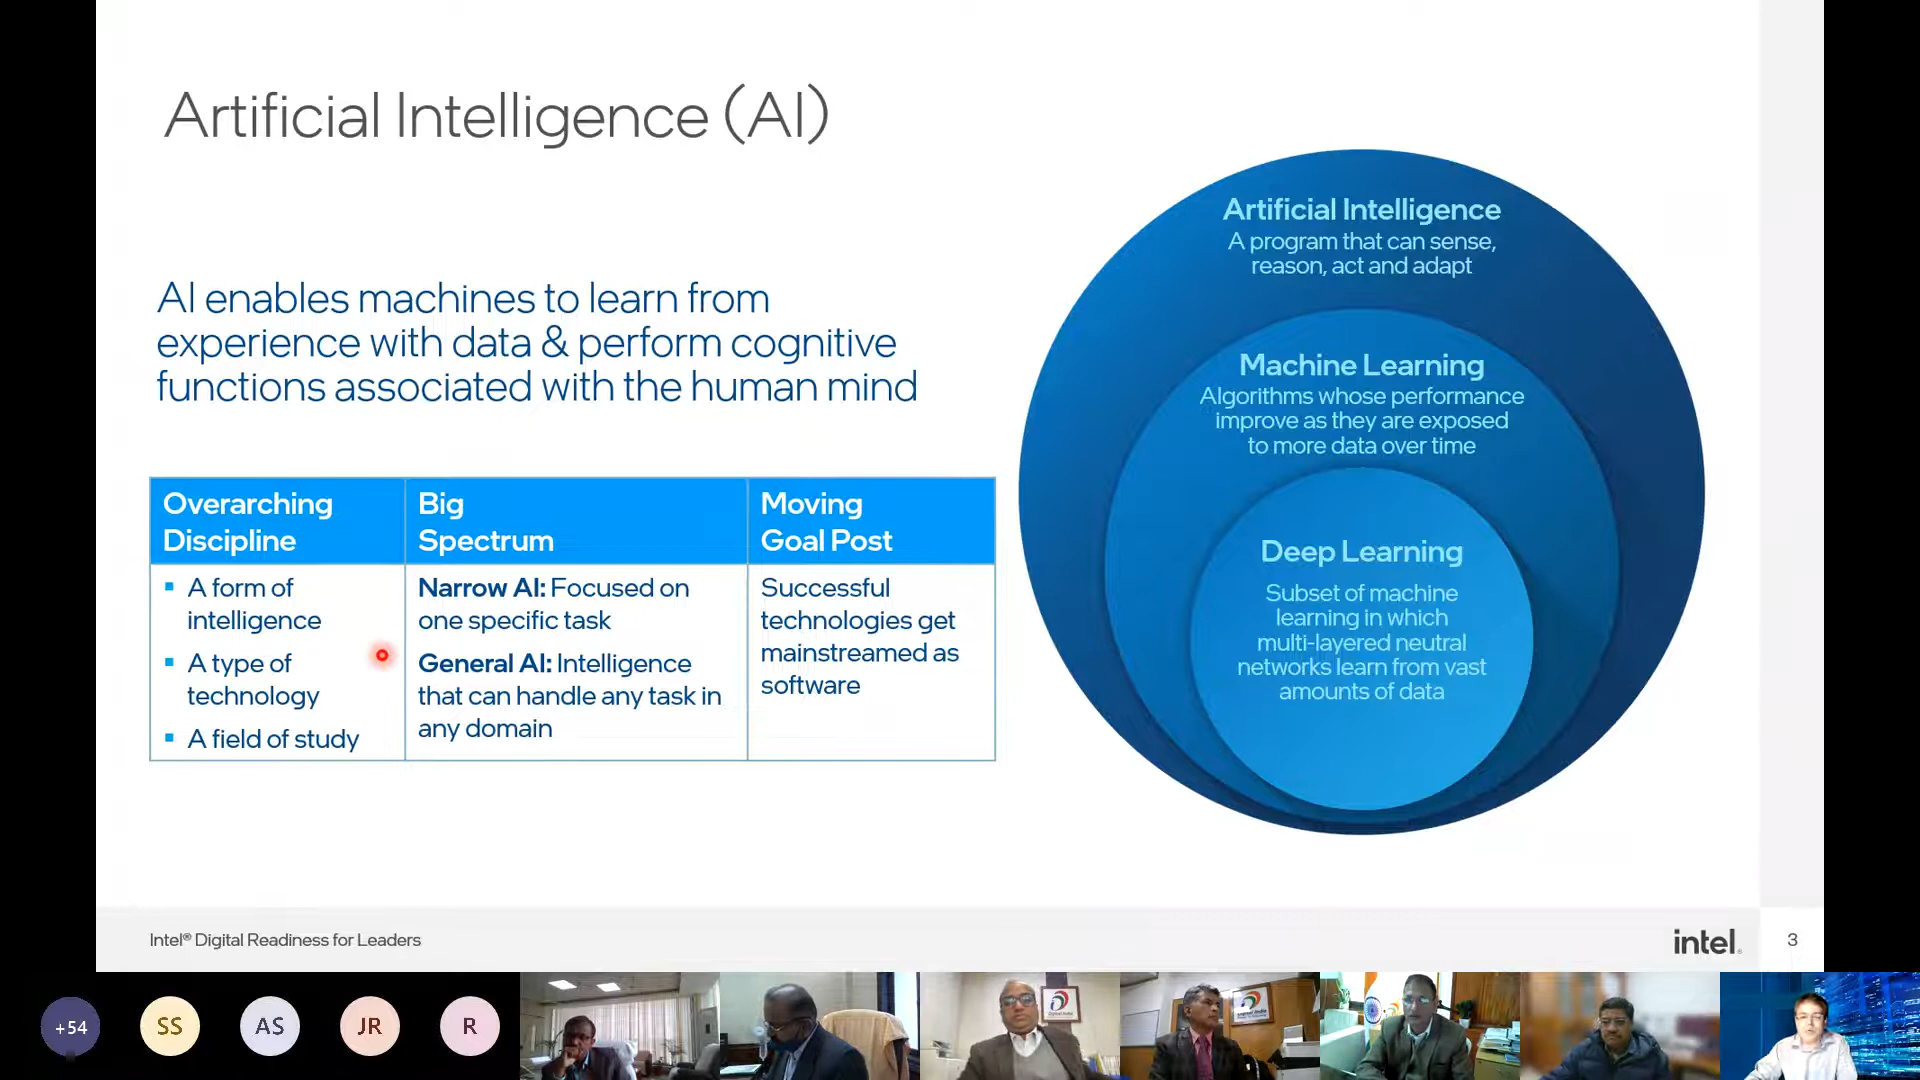 Artificial Intelligence (AI)
AI enables machines to learn from
experience with data & perform cognitive
functions associated with the human mind
Overarching
Discipline
▪ A form of
intelligence
▪ A type of
technology
▪ A field of study
Big
Spectrum
Narrow AI: Focused on
one specific task
General AI: Intelligence
that can handle any task in
any domain
Moving
Goal Post
Successful
technologies get
mainstreamed as
software
Artificial Intelligence
A program that can sense,
reason, act and adapt
Machine Learning
Algorithms whose performance
improve as they are exposed
to more data over time
Deep Learning
Subset of machine
learning in which
multi-layered neutral
networks learn from vast
amounts of data
Intel® Digital Readiness for Leaders
intel.
3
+54
SS
AS
JR
R
Digital India
Digital India